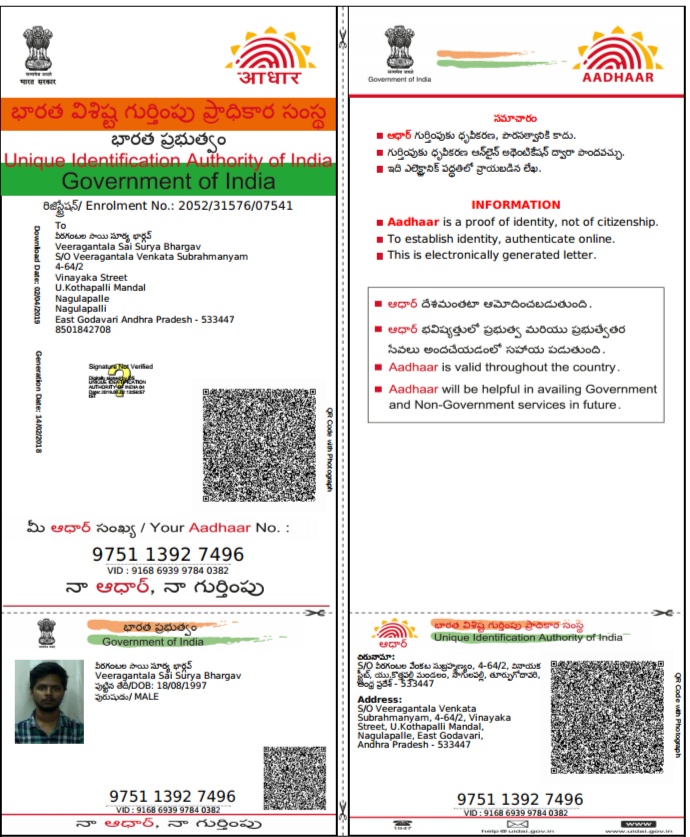 सत्यमेव जयते
भारत सरकार
आधार
భారత విశిష్ట గుర్తింపు ప్రాధికార సంస్థ
భారత ప్రభుత్వం
Unique Identification Authority of India
Government of India
రిజిస్ట్రేషన్/ Enrolment No.: 2052/31576/07541
Download Date: 02/04/2019
Generation Date: 14/02/2018
To
వీరగంటల సాయి సూర్య భార్గవ్
Veeragantala Sai Surya Bhargav
S/O Veeragantala Venkata Subrahmanyam
4-64/2
Vinayaka Street
U.Kothapalli Mandal
Nagulapalle
Nagulapalli
East Godavari Andhra Pradesh - 533447
8501842708
Signature Not Verified
UNIQUE IDENTIFICATION
AUTHORITY OF INDIA
QR Code with Photograph
మీ ఆధార్ సంఖ్య / Your Aadhaar No. :
9751 1392 7496
VID : 9168 6939 9784 0382
నా ఆధార్, నా గుర్తింపు
Government of India
AADHAAR
సమాచారం
ఆధార్ గుర్తింపుకు ధృవీకరణ, పౌరసత్వానికి కాదు.
గుర్తింపుకు ధృవీకరణ ఆన్‌లైన్ అథెంటికేషన్ ద్వారా పొందవచ్చు.
ఇది ఎలెక్ట్రానిక్ పద్ధతిలో వ్రాయబడిన లేఖ.
INFORMATION
Aadhaar is a proof of identity, not of citizenship.
To establish identity, authenticate online.
This is electronically generated letter.
ఆధార్ దేశమంతటా ఆమోదించబడుతుంది.
ఆధార్ భవిష్యత్తులో ప్రభుత్వ మరియు ప్రభుత్వేతర
సేవలు అందచేయడంలో సహాయ పడుతుంది.
Aadhaar is valid throughout the country.
Aadhaar will be helpful in availing Government
and Non-Government services in future.
భారత ప్రభుత్వం
Government of India
వీరగంటల సాయి సూర్య భార్గవ్
Veeragantala Sai Surya Bhargav
పుట్టిన తేదీ/DOB: 18/08/1997
పురుషుడు/ MALE
9751 1392 7496
VID : 9168 6939 9784 0382
నా ఆధార్, నా గుర్తింపు
ఆధార్
భారత విశిష్ట గుర్తింపు ప్రాధికార సంస్థ
Unique Identification Authority of India
చిరునామా:
S/O వీరగంటల వేంకట సుబ్రహ్మణ్యం, 4-64/2, వినాయక
స్ట్రీట్, యు.కొత్తపల్లి మండలం, నాగులపల్లి, తూర్పుగోదావరి,
ఆంధ్ర ప్రదేశ్ - 533447
Address:
S/O Veeragantala Venkata
Subrahmanyam, 4-64/2, Vinayaka
Street, U.Kothapalli Mandal,
Nagulapalle, East Godavari,
Andhra Pradesh - 533447
QR Code with Photograph
9751 1392 7496
VID : 9168 6939 9784 0382
1947
help@uidai.gov.in
www
www.uidai.gov.in